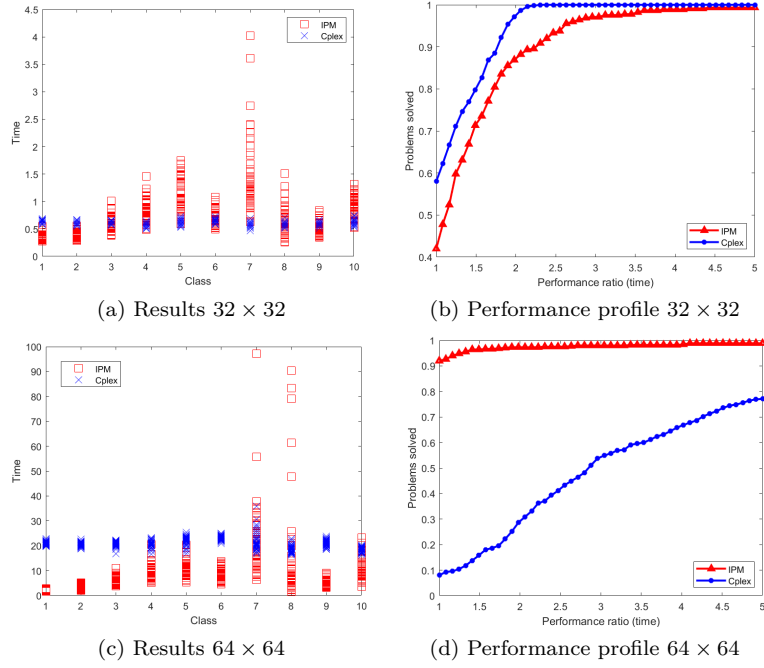 4.5
4
3.5
3
2.5
2
1.5
1
0.5
0
Time
1 2 3 4 5 6 7 8 9 10
Class
IPM
Cplex
(a) Results 32 × 32
1
0.9
0.8
0.7
0.6
0.5
0.4
Problems solved
1 1.5 2 2.5 3 3.5 4 4.5 5
Performance ratio (time)
IPM
Cplex
(b) Performance profile 32 × 32
100
90
80
70
60
50
40
30
20
10
0
Time
1 2 3 4 5 6 7 8 9 10
Class
IPM
Cplex
(c) Results 64 × 64
1
0.9
0.8
0.7
0.6
0.5
0.4
0.3
0.2
0.1
0
Problems solved
1 1.5 2 2.5 3 3.5 4 4.5 5
Performance ratio (time)
IPM
Cplex
(d) Performance profile 64 × 64